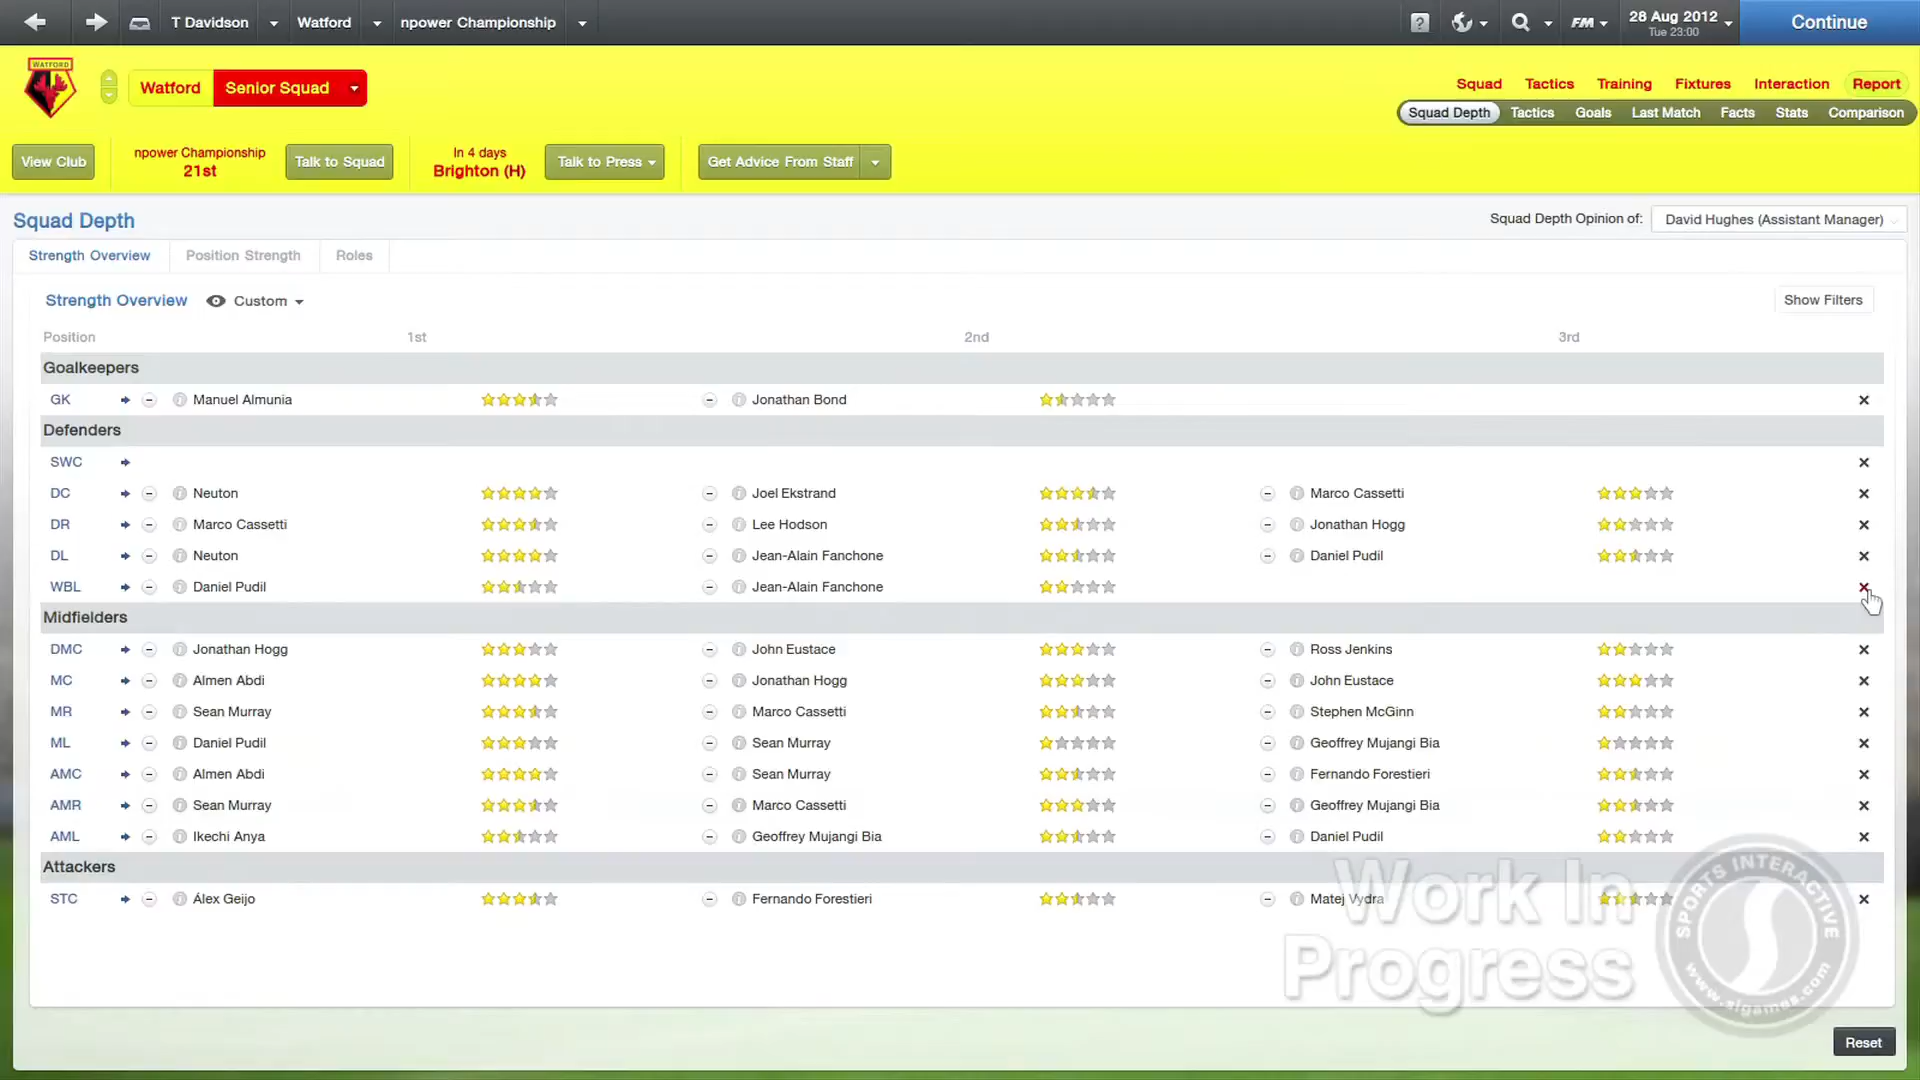 T Davidson Watford npower Championship ? FM 28 Aug 2012 Continue
Tue 23:00
WATFORD
Watford Senior Squad
Squad Tactics Training Fixtures Interaction Report
Squad Depth Tactics Goals Last Match Facts Stats Comparison
View Club npower Championship Talk to Squad In 4 days Talk to Press Get Advice From Staff
21st Brighton (H)
Squad Depth Squad Depth Opinion of: David Hughes (Assistant Manager)
Strength Overview Position Strength Roles
Strength Overview Custom Show Filters
Position 1st 2nd 3rd
Goalkeepers
GK Manuel Almunia Jonathan Bond
Defenders
SWC
DC Neuton Joel Ekstrand Marco Cassetti
DR Marco Cassetti Lee Hodson Jonathan Hogg
DL Neuton Jean-Alain Fanchone Daniel Pudil
WBL Daniel Pudil Jean-Alain Fanchone
Midfielders
DMC Jonathan Hogg John Eustace Ross Jenkins
MC Almen Abdi Jonathan Hogg John Eustace
MR Sean Murray Marco Cassetti Stephen McGinn
ML Daniel Pudil Sean Murray Geoffrey Mujangi Bia
AMC Almen Abdi Sean Murray Fernando Forestieri
AMR Sean Murray Marco Cassetti Geoffrey Mujangi Bia
AML Ikechi Anya Geoffrey Mujangi Bia Daniel Pudil
Attackers
STC Álex Geijo Fernando Forestieri Matej Vydra
Work In
Progress
SPORTS INTERACTIVE
www.sigames.com
Reset